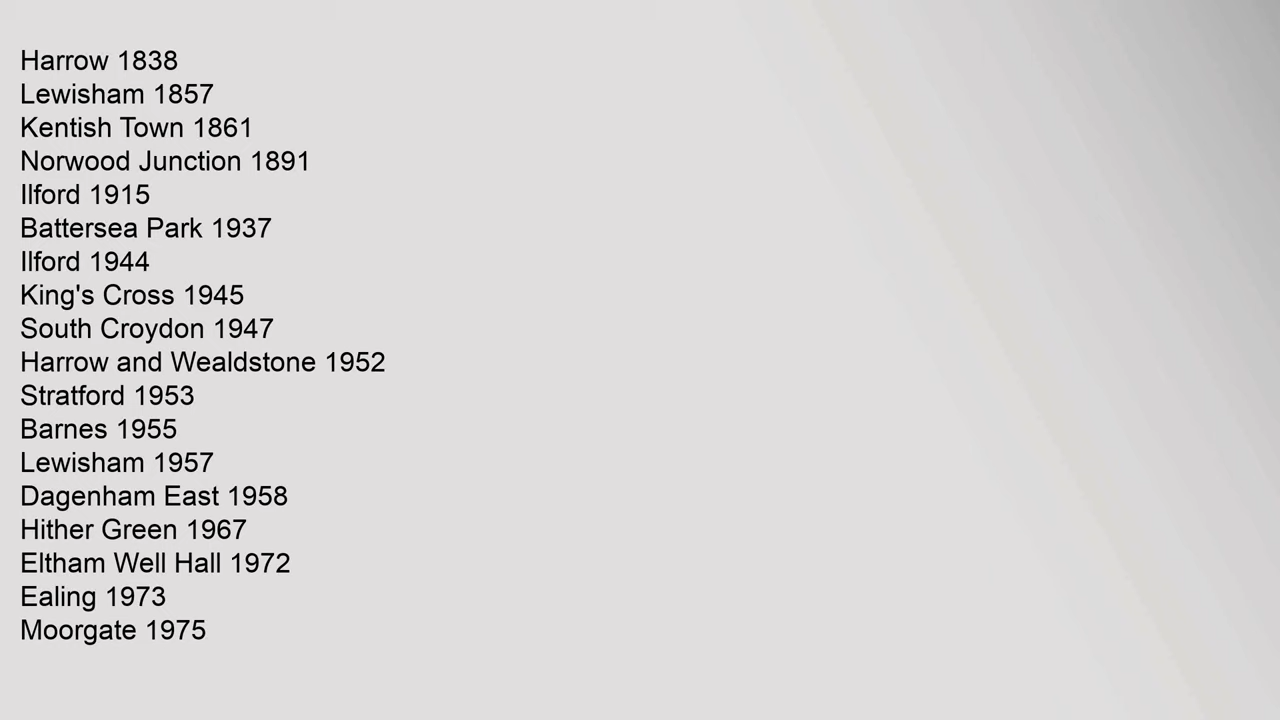 Harrow 1838
Lewisham 1857
Kentish Town 1861
Norwood Junction 1891
Ilford 1915
Battersea Park 1937
Ilford 1944
King's Cross 1945
South Croydon 1947
Harrow and Wealdstone 1952
Stratford 1953
Barnes 1955
Lewisham 1957
Dagenham East 1958
Hither Green 1967
Eltham Well Hall 1972
Ealing 1973
Moorgate 1975